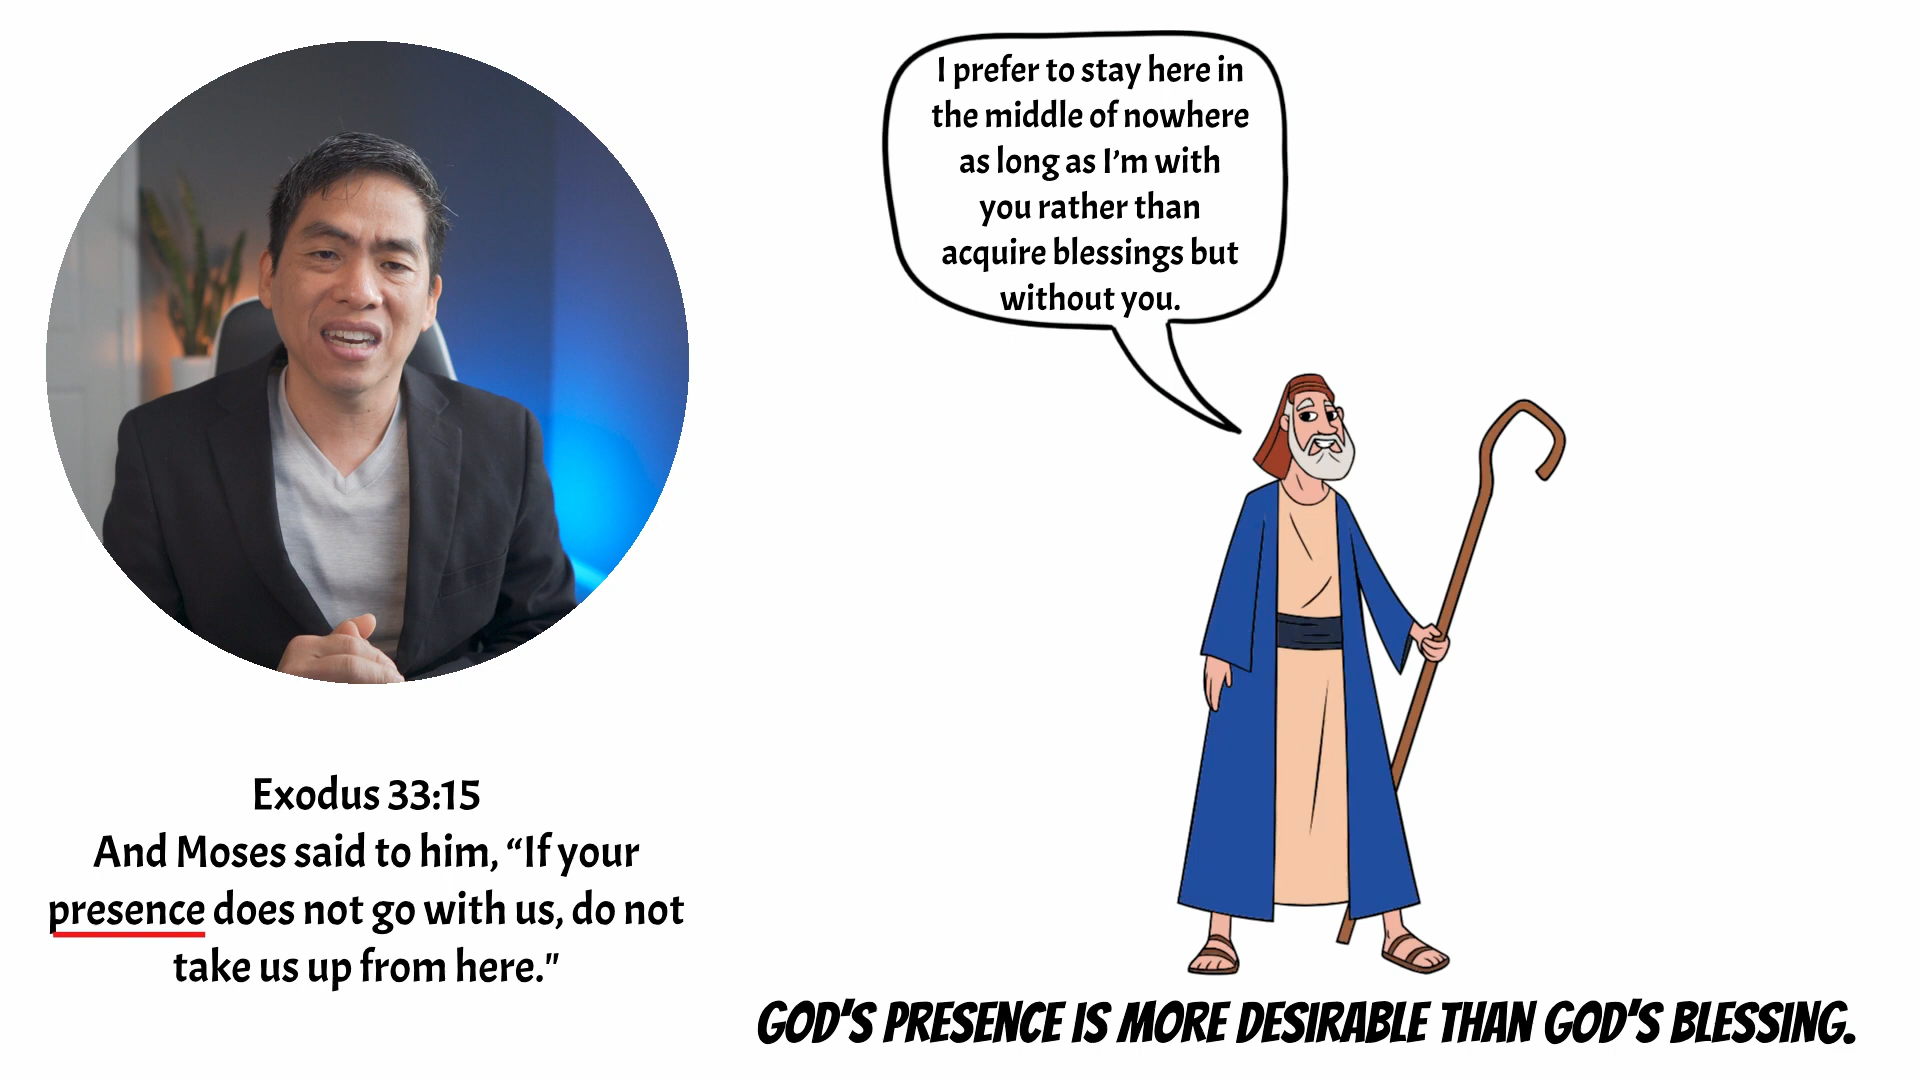 I prefer to stay here in
the middle of nowhere
as long as I’m with
you rather than
acquire blessings but
without you.
Exodus 33:15
And Moses said to him, “If your
presence does not go with us, do not
take us up from here."
GOD'S PRESENCE IS MORE DESIRABLE THAN GOD'S BLESSING.